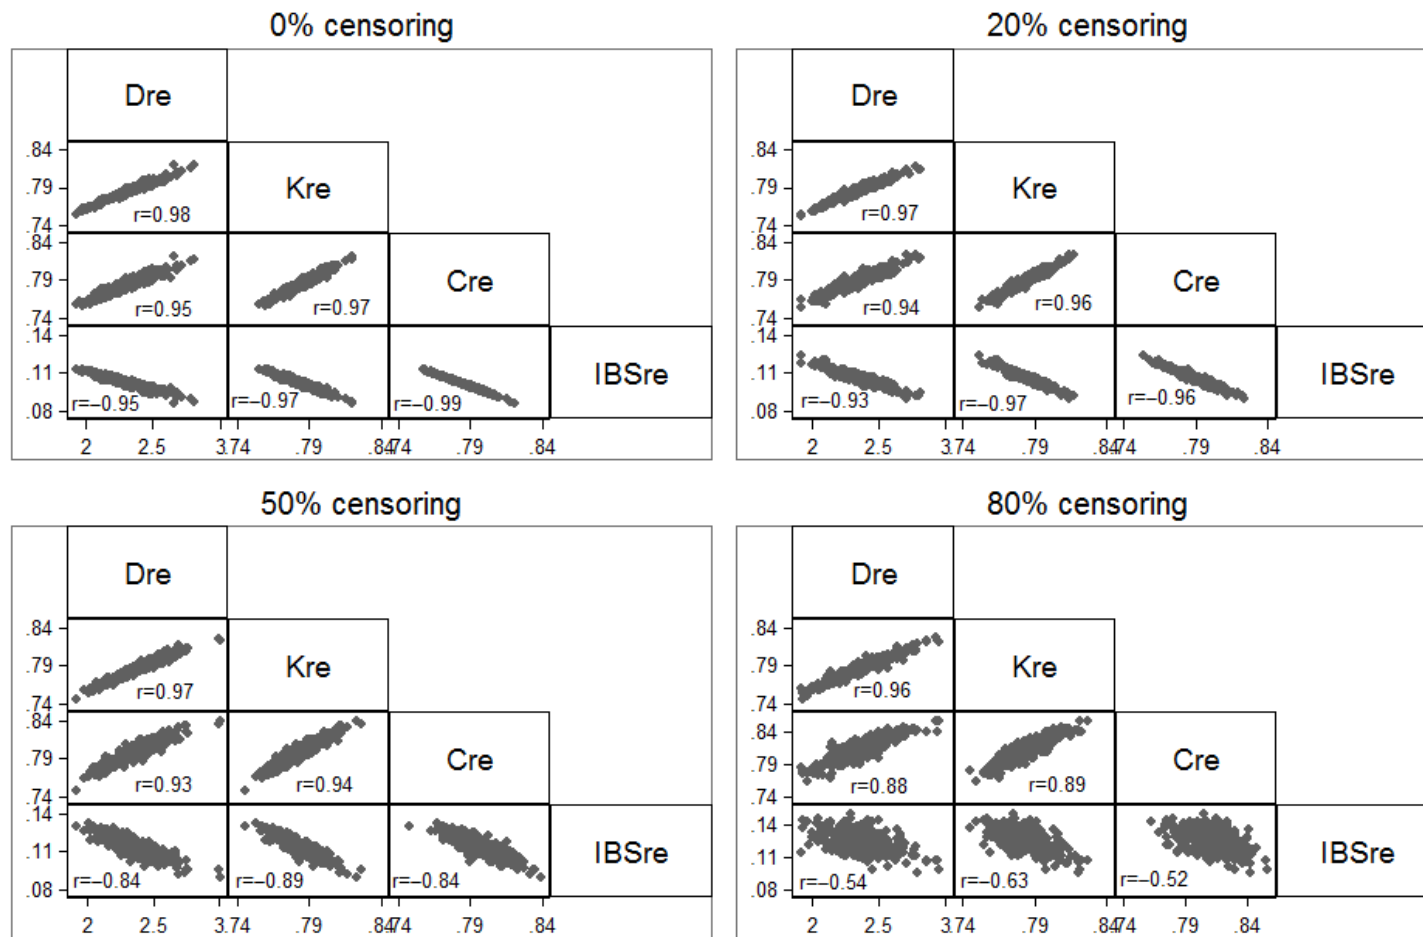 0% censoring
Dre
.84
.79
.74
r=0.98
Kre
.84
.79
.74
r=0.95
r=0.97
Cre
.14
.11
.08
r=−0.95
r=−0.97
r=−0.99
IBSre
2 2.5 3.74 .79 .84.74 .79 .84
20% censoring
Dre
.84
.79
.74
r=0.97
Kre
.84
.79
.74
r=0.94
r=0.96
Cre
.14
.11
.08
r=−0.93
r=−0.97
r=−0.96
IBSre
2 2.5 3.74 .79 .84.74 .79 .84
50% censoring
Dre
.84
.79
.74
r=0.97
Kre
.84
.79
.74
r=0.93
r=0.94
Cre
.14
.11
.08
r=−0.84
r=−0.89
r=−0.84
IBSre
2 2.5 3.74 .79 .84.74 .79 .84
80% censoring
Dre
.84
.79
.74
r=0.96
Kre
.84
.79
.74
r=0.88
r=0.89
Cre
.14
.11
.08
r=−0.54
r=−0.63
r=−0.52
IBSre
2 2.5 3.74 .79 .84.74 .79 .84